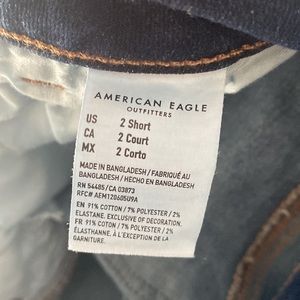 AMERICAN EAGLE
OUTFITTERS
US 2 Short
CA 2 Court
MX 2 Corto
MADE IN BANGLADESH / FABRIQUÉ AU
BANGLADESH / HECHO EN BANGLADESH
RN 54485/CA 03873
RFC# AEM120605U9A
EN: 91% COTTON / 7% POLYESTER / 2%
ELASTANE. EXCLUSIVE OF DECORATION.
FR: 91% COTON / 7% POLYESTER / 2%
ÉLASTHANNE. À L'EXCEPTION DE LA
GARNITURE.